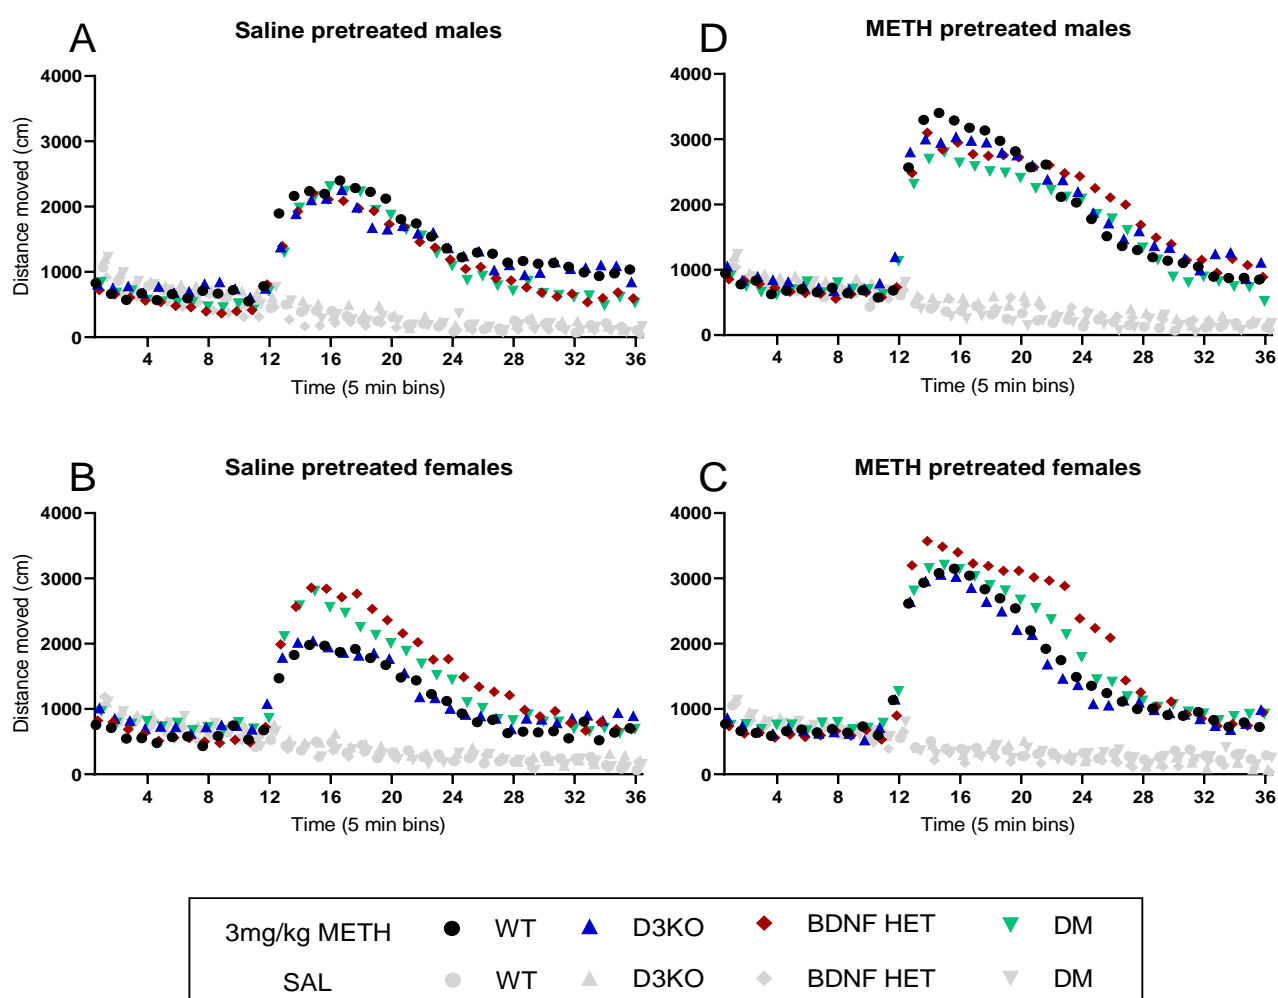 A
Saline pretreated males
Distance moved (cm)
4000
3000
2000
1000
0
4 8 12 16 20 24 28 32 36
Time (5 min bins)
D
METH pretreated males
4000
3000
2000
1000
0
4 8 12 16 20 24 28 32 36
Time (5 min bins)
B
Saline pretreated females
Distance moved (cm)
4000
3000
2000
1000
0
4 8 12 16 20 24 28 32 36
Time (5 min bins)
C
METH pretreated females
4000
3000
2000
1000
0
4 8 12 16 20 24 28 32 36
Time (5 min bins)
3mg/kg METH WT D3KO BDNF HET DM
SAL WT D3KO BDNF HET DM